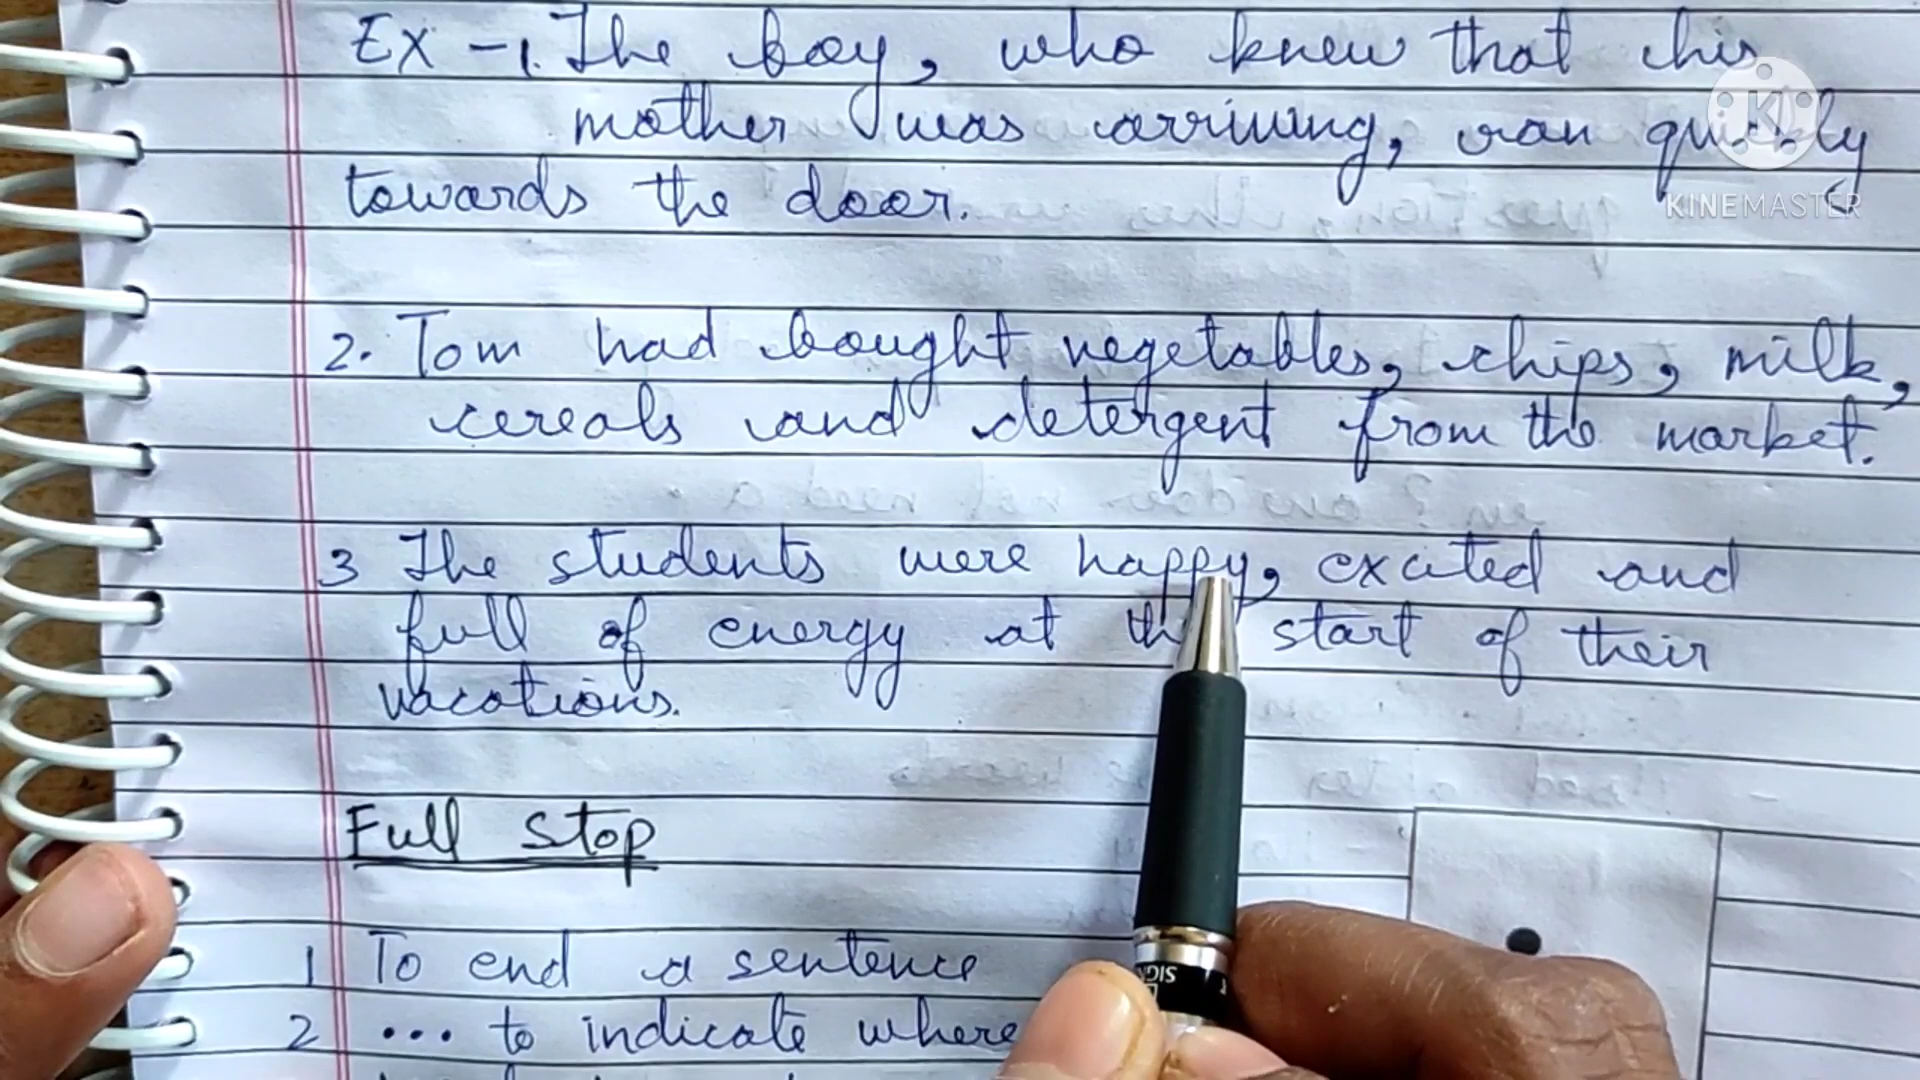 Ex - 1. The boy, who knew that his
mother was arriving, ran quickly
towards the door.
2. Tom had bought vegetables, chips, milk,
cereals and detergent from the market.
3 The students were happy, excited and
full of energy at the start of their
vacations.
Full Stop
1 To end a sentence
2 ... to indicate where
KINEMASTER